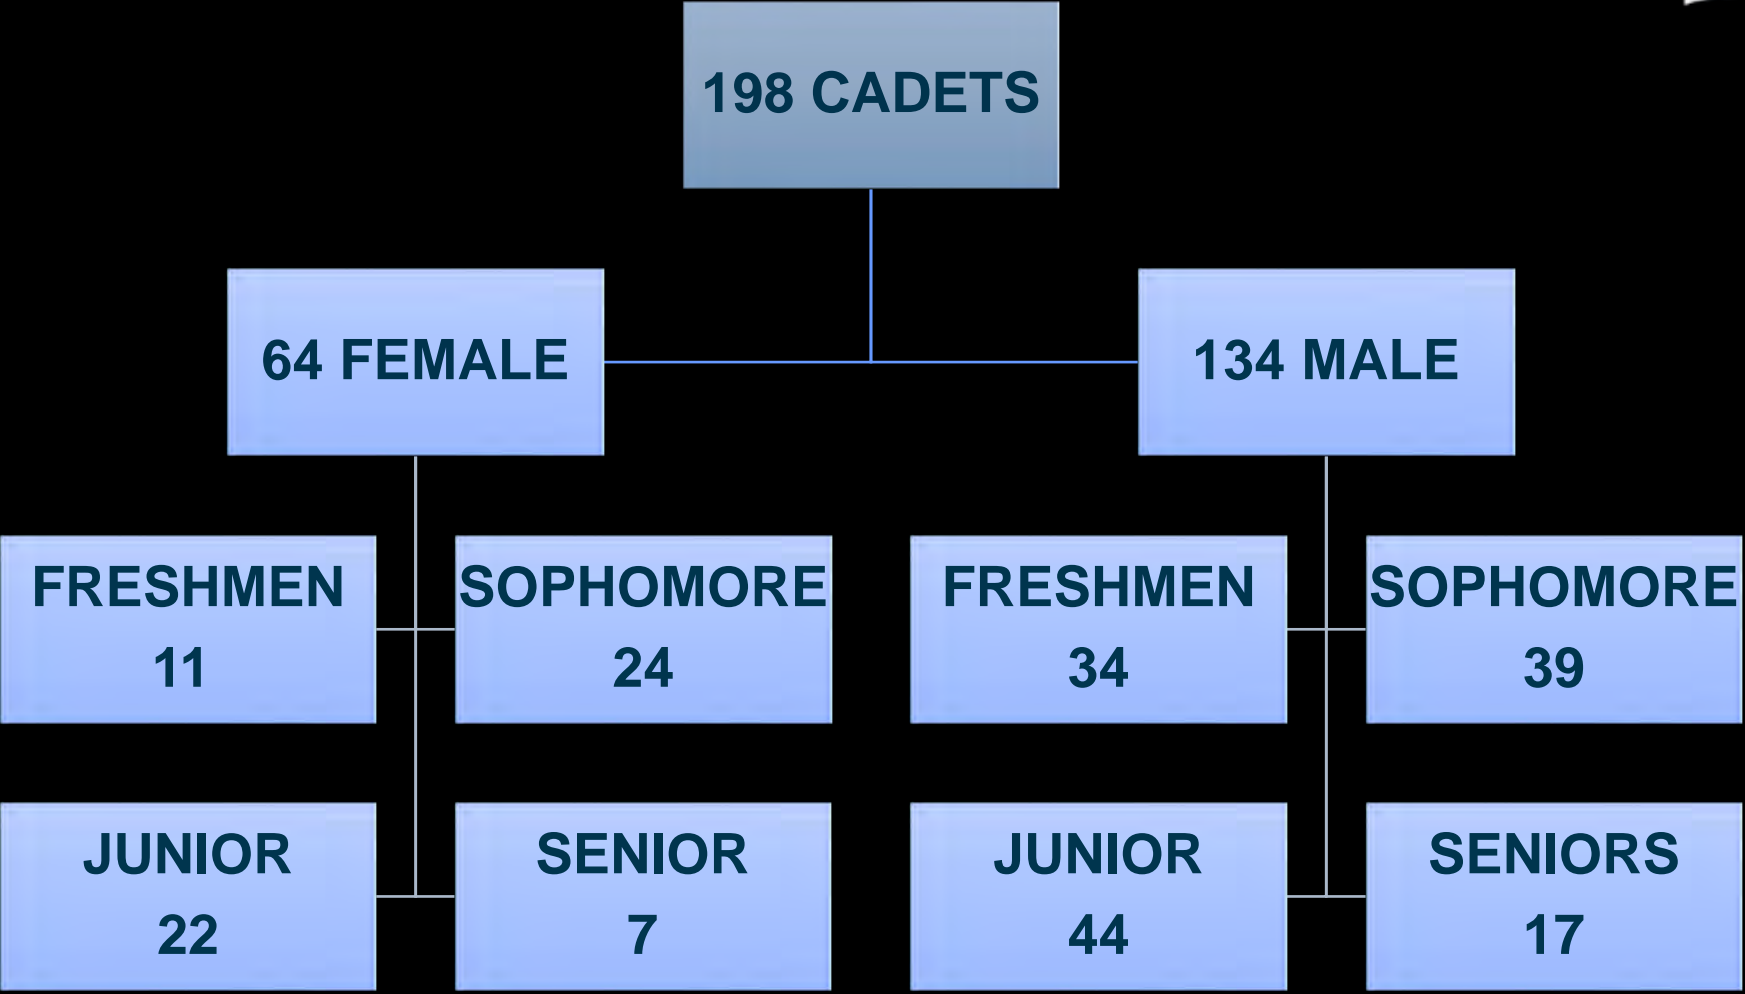 198 CADETS
64 FEMALE
134 MALE
FRESHMEN
11
SOPHOMORE
24
FRESHMEN
34
SOPHOMORE
39
JUNIOR
22
SENIOR
7
JUNIOR
44
SENIORS
17